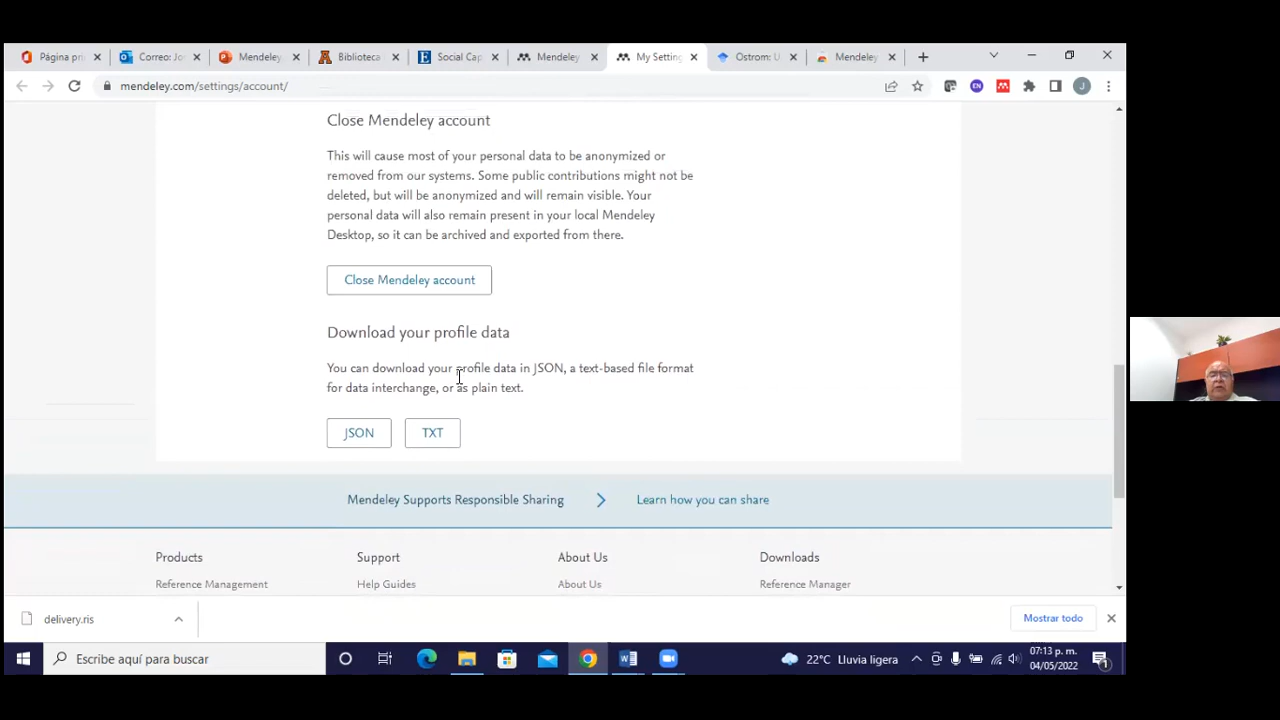 Página pri
Correo: Jor
Mendeley,
Biblioteca
Social Cap
Mendeley
My Setting
Ostrom: U
Mendeley
mendeley.com/settings/account/
EN
J
Close Mendeley account
This will cause most of your personal data to be anonymized or
removed from our systems. Some public contributions might not be
deleted, but will be anonymized and will remain visible. Your
personal data will also remain present in your local Mendeley
Desktop, so it can be archived and exported from there.
Close Mendeley account
Download your profile data
You can download your profile data in JSON, a text-based file format
for data interchange, or as plain text.
JSON
TXT
Mendeley Supports Responsible Sharing
Learn how you can share
Products
Support
About Us
Downloads
Reference Management
Help Guides
About Us
Reference Manager
delivery.ris
Mostrar todo
Escribe aquí para buscar
22°C Lluvia ligera
07:13 p. m.
04/05/2022
1